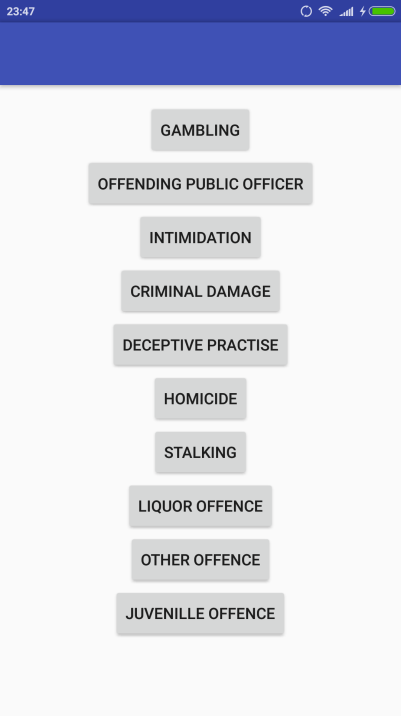 23:47
GAMBLING
OFFENDING PUBLIC OFFICER
INTIMIDATION
CRIMINAL DAMAGE
DECEPTIVE PRACTISE
HOMICIDE
STALKING
LIQUOR OFFENCE
OTHER OFFENCE
JUVENILLE OFFENCE